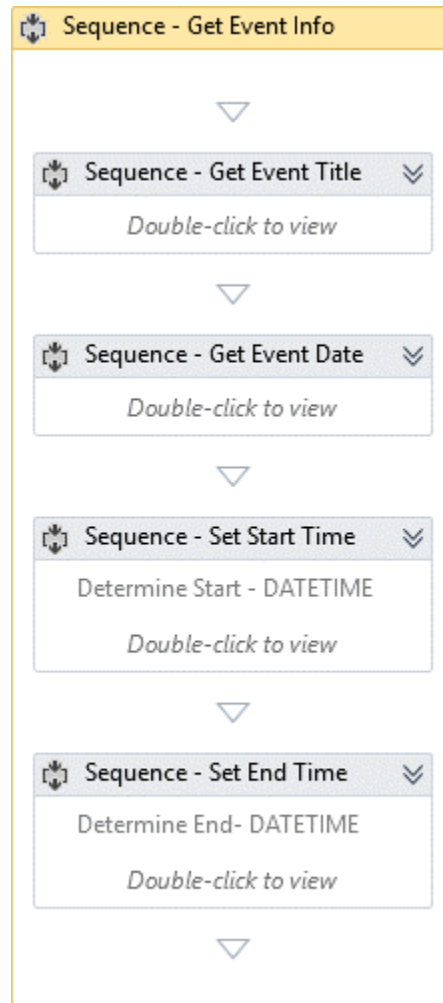 Sequence - Get Event Info
Sequence - Get Event Title
Double-click to view
Sequence - Get Event Date
Double-click to view
Sequence - Set Start Time
Determine Start - DATETIME
Double-click to view
Sequence - Set End Time
Determine End- DATETIME
Double-click to view